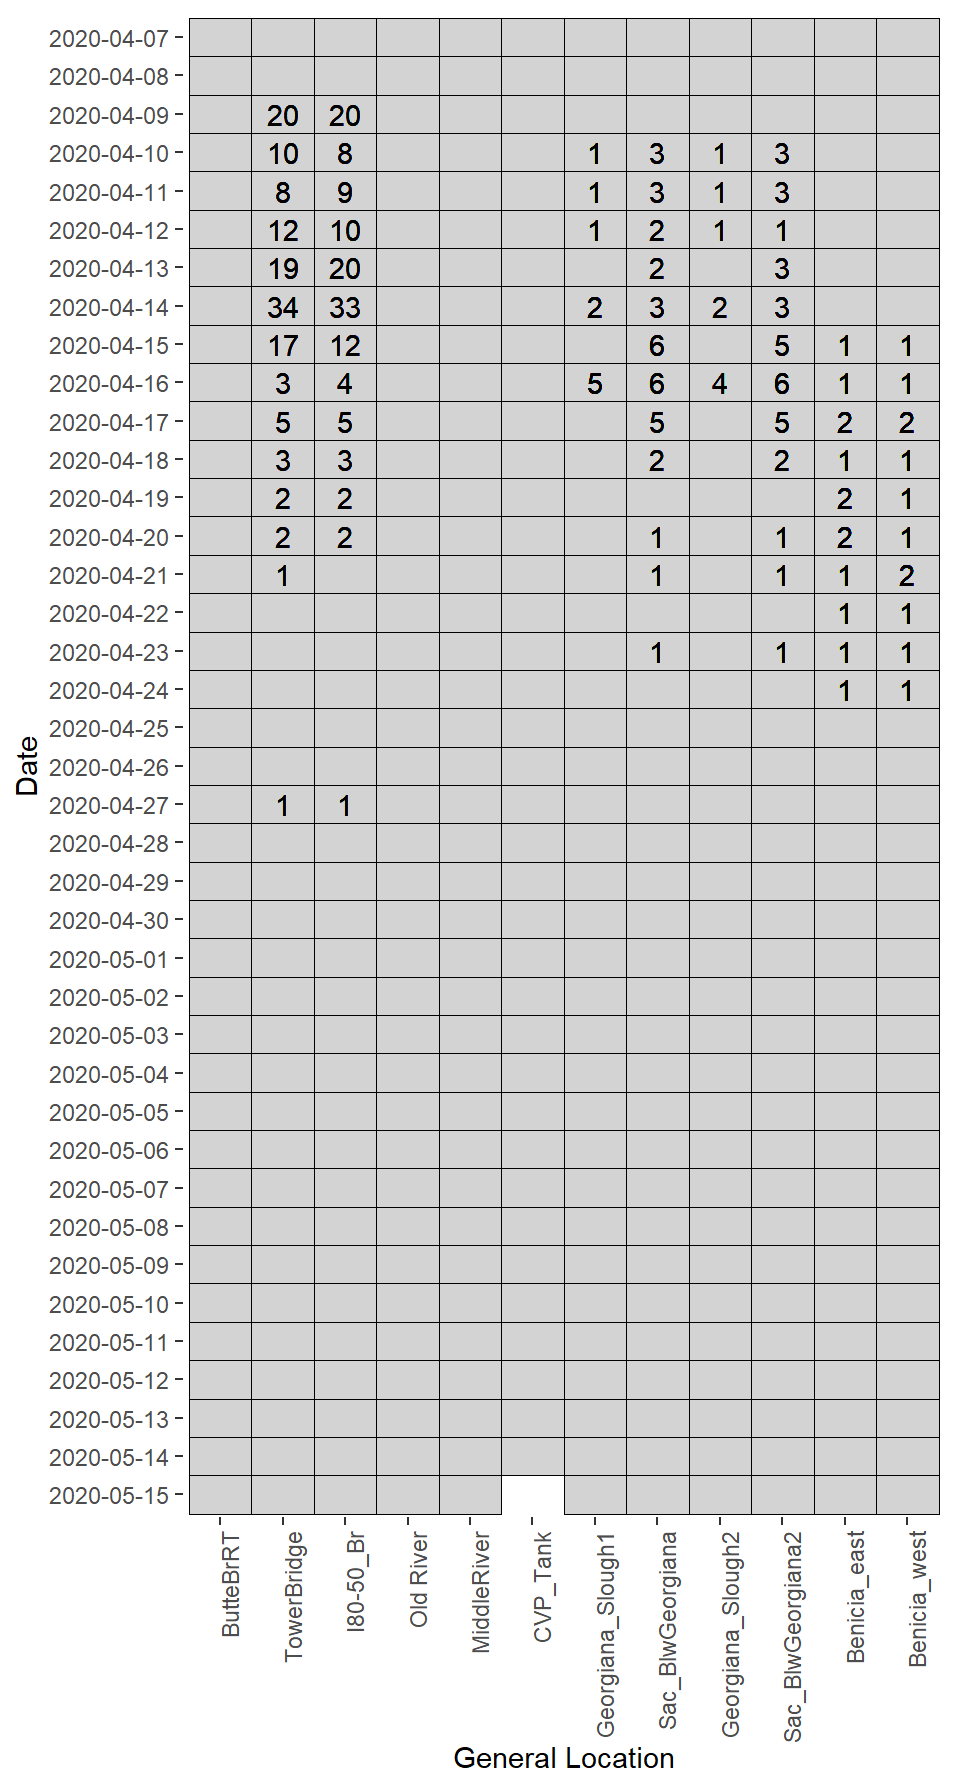 2020-04-07
2020-04-08
2020-04-09 20 20
2020-04-10 10 8 1 3 1 3
2020-04-11 8 9 1 3 1 3
2020-04-12 12 10 1 2 1 1
2020-04-13 19 20 2 3
2020-04-14 34 33 2 3 2 3
2020-04-15 17 12 6 5 1 1
2020-04-16 3 4 5 6 4 6 1 1
2020-04-17 5 5 5 5 2 2
2020-04-18 3 3 2 2 1 1
2020-04-19 2 2 2 1
2020-04-20 2 2 1 1 2 1
2020-04-21 1 1 1 1 2
2020-04-22 1 1
2020-04-23 1 1 1 1
2020-04-24 1 1
2020-04-25
2020-04-26
2020-04-27 1 1
2020-04-28
2020-04-29
2020-04-30
2020-05-01
2020-05-02
2020-05-03
2020-05-04
2020-05-05
2020-05-06
2020-05-07
2020-05-08
2020-05-09
2020-05-10
2020-05-11
2020-05-12
2020-05-13
2020-05-14
2020-05-15
Date
ButteBrRT
TowerBridge
I80-50_Br
Old River
MiddleRiver
CVP_Tank
Georgiana_Slough1
Sac_BlwGeorgiana
Georgiana_Slough2
Sac_BlwGeorgiana2
Benicia_east
Benicia_west
General Location